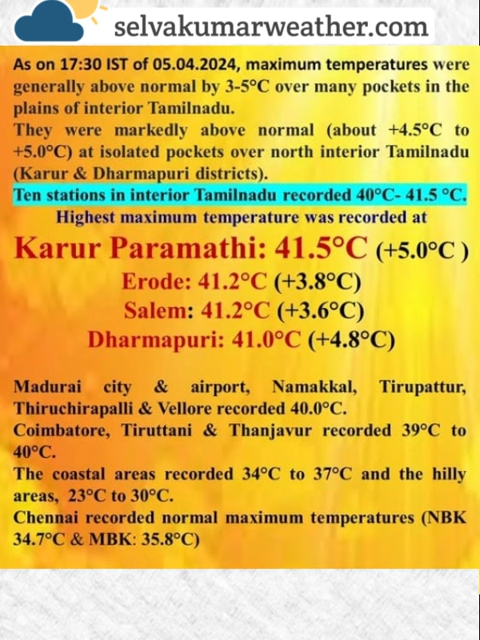 selvakumarweather.com
As on 17:30 IST of 05.04.2024, maximum temperatures were
generally above normal by 3-5°C over many pockets in the
plains of interior Tamilnadu.
They were markedly above normal (about +4.5°C to
+5.0°C) at isolated pockets over north interior Tamilnadu
(Karur & Dharmapuri districts).
Ten stations in interior Tamilnadu recorded 40°C- 41.5 °C.
Highest maximum temperature was recorded at
Karur Paramathi: 41.5°C (+5.0°C )
Erode: 41.2°C (+3.8°C)
Salem: 41.2°C (+3.6°C)
Dharmapuri: 41.0°C (+4.8°C)
Madurai city & airport, Namakkal, Tirupattur,
Thiruchirapalli & Vellore recorded 40.0°C.
Coimbatore, Tiruttani & Thanjavur recorded 39°C to
40°C.
The coastal areas recorded 34°C to 37°C and the hilly
areas, 23°C to 30°C.
Chennai recorded normal maximum temperatures (NBK
34.7°C & MBK: 35.8°C)